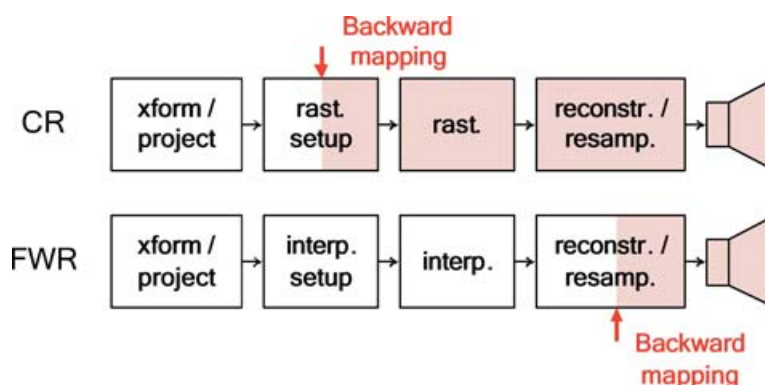 Backward
mapping
CR
xform /
project
rast.
setup
rast.
reconstr. /
resamp.
FWR
xform /
project
interp.
setup
interp.
reconstr. /
resamp.
Backward
mapping